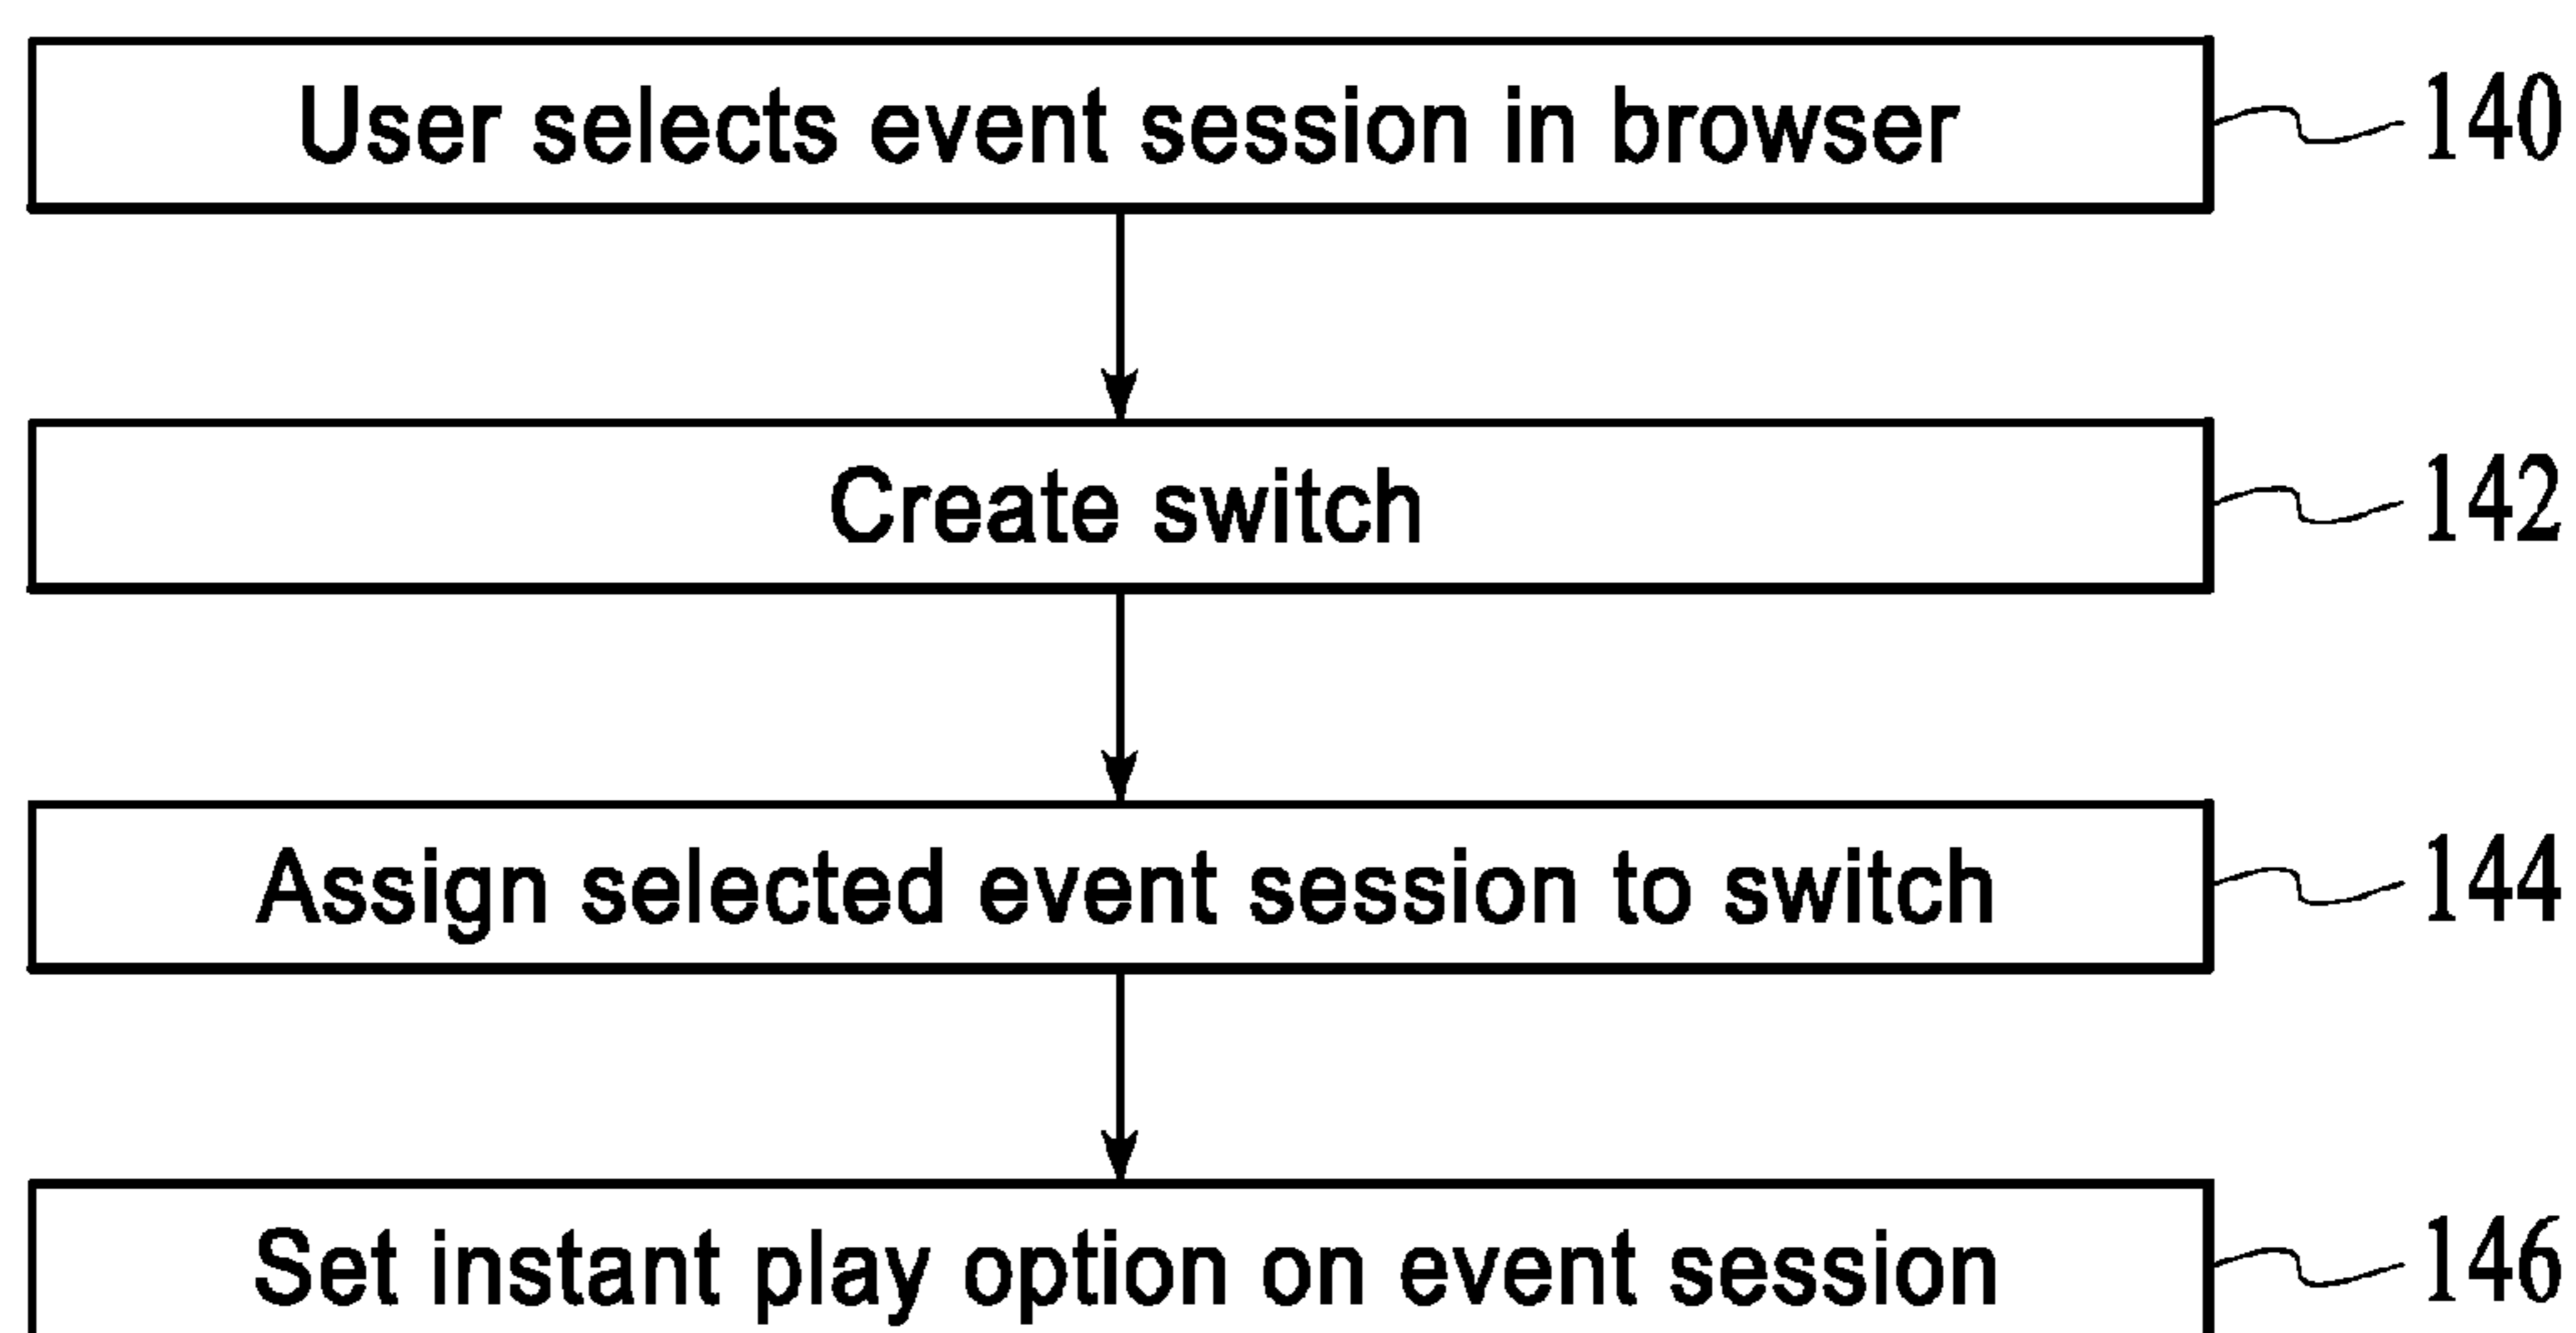 User selects event session in browser 140
Create switch 142
Assign selected event session to switch 144
Set instant play option on event session 146